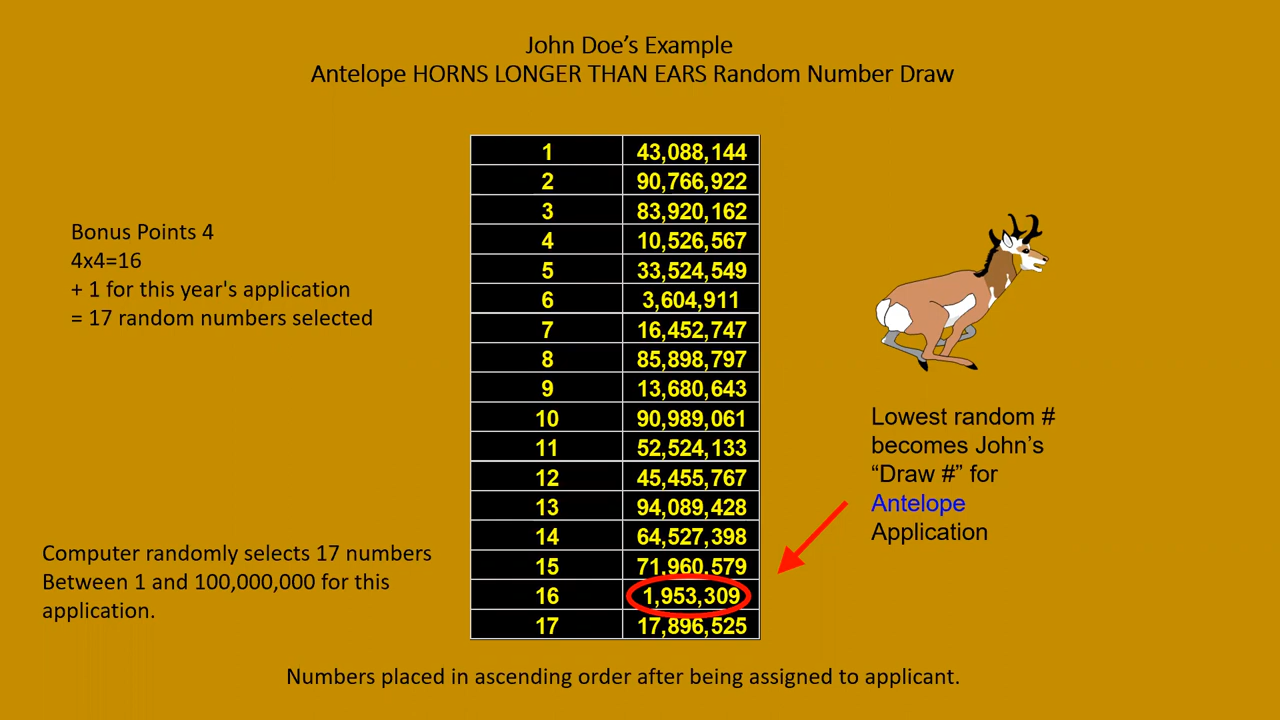 John Doe’s Example
Antelope HORNS LONGER THAN EARS Random Number Draw
Bonus Points 4
4x4=16
+ 1 for this year's application
= 17 random numbers selected
1 43,088,144
2 90,766,922
3 83,920,162
4 10,526,567
5 33,524,549
6 3,604,911
7 16,452,747
8 85,898,797
9 13,680,643
10 90,989,061
11 52,524,133
12 45,455,767
13 94,089,428
14 64,527,398
15 71,960,579
16 1,953,309
17 17,896,525
Lowest random #
becomes John’s
“Draw #” for
Antelope
Application
Computer randomly selects 17 numbers
Between 1 and 100,000,000 for this
application.
Numbers placed in ascending order after being assigned to applicant.